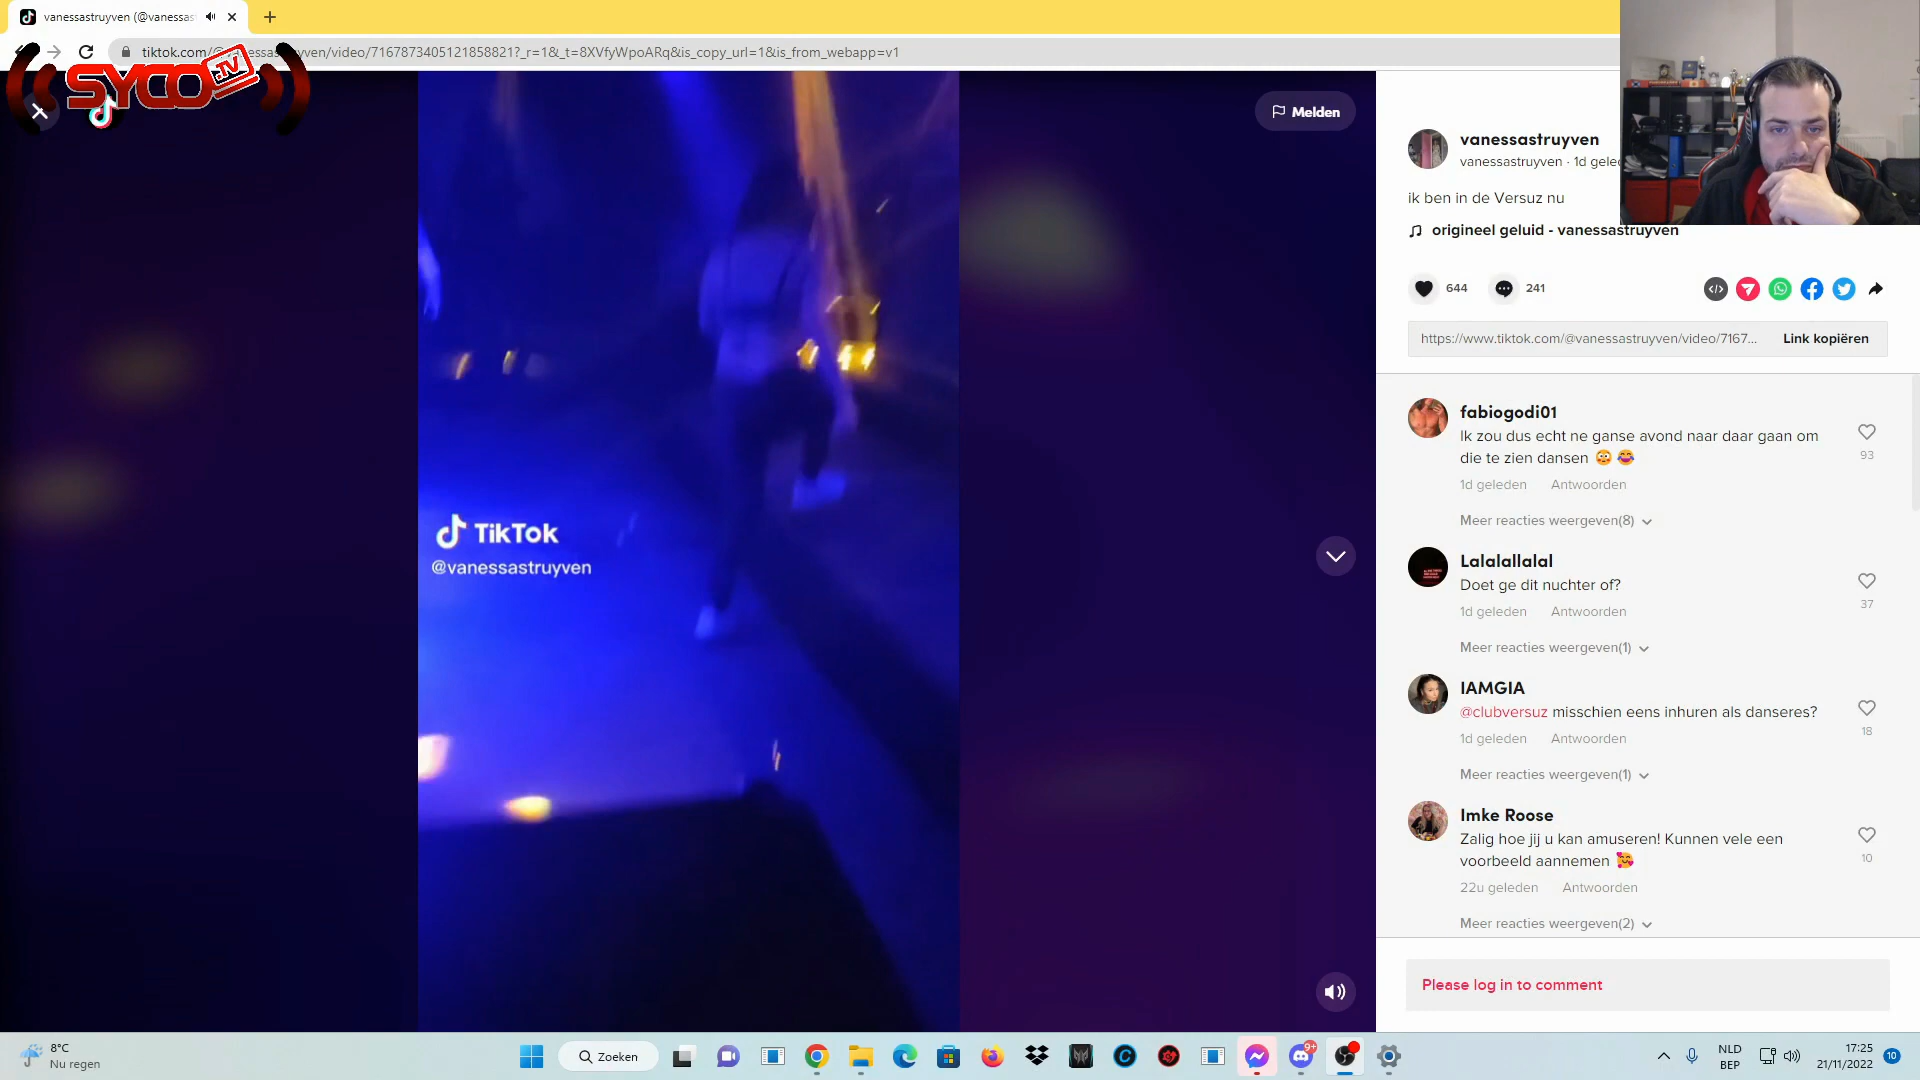 vanessastruyven (@vanessas
tiktok.com/@vanessastruyven/video/7167873405121858821?_r=1&_t=8XVfyWpoARq&is_copy_url=1&is_from_webapp=v1
SYCO TV
Melden
TikTok
@vanessastruyven
vanessastruyven
vanessastruyven · 1d gele
ik ben in de Versuz nu
origineel geluid - vanessastruyven
644
241
https://www.tiktok.com/@vanessastruyven/video/7167...
Link kopiëren
fabiogodi01
Ik zou dus echt ne ganse avond naar daar gaan om
die te zien dansen 😳 😂
93
1d geleden Antwoorden
Meer reacties weergeven(8)
Lalalallalal
Doet ge dit nuchter of?
37
1d geleden Antwoorden
Meer reacties weergeven(1)
IAMGIA
@clubversuz misschien eens inhuren als danseres?
18
1d geleden Antwoorden
Meer reacties weergeven(1)
Imke Roose
Zalig hoe jij u kan amuseren! Kunnen vele een
voorbeeld aannemen 🥰
10
22u geleden Antwoorden
Meer reacties weergeven(2)
Please log in to comment
8°C
Nu regen
Zoeken
9+
NLD
BEP
17:25
21/11/2022
10